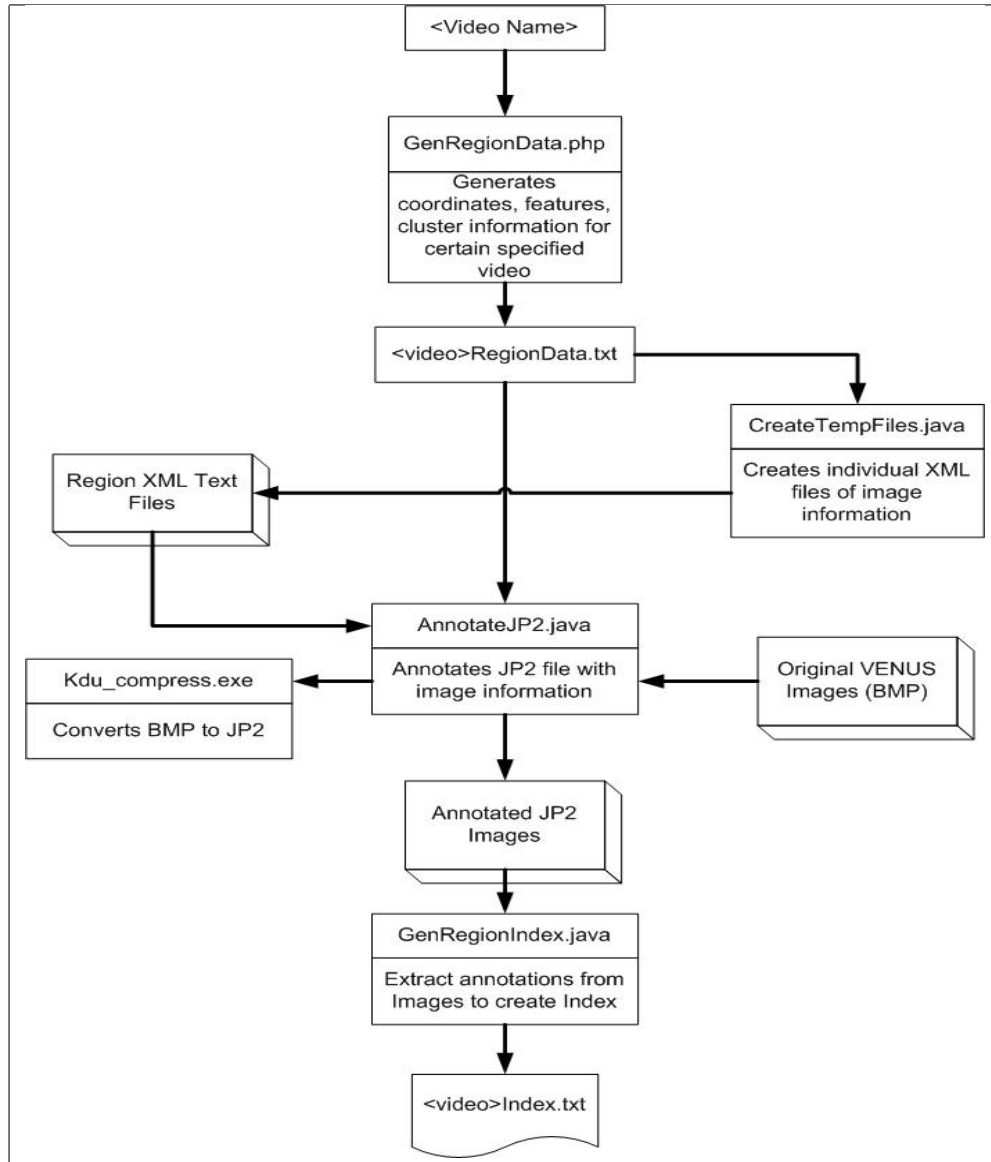 <Video Name>
GenRegionData.php
Generates
coordinates, features,
cluster information for
certain specified
video
<video>RegionData.txt
CreateTempFiles.java
Creates individual XML
files of image
information
Region XML Text
Files
AnnotateJP2.java
Annotates JP2 file with
image information
Kdu_compress.exe
Converts BMP to JP2
Original VENUS
Images (BMP)
Annotated JP2
Images
GenRegionIndex.java
Extract annotations from
Images to create Index
<video>Index.txt